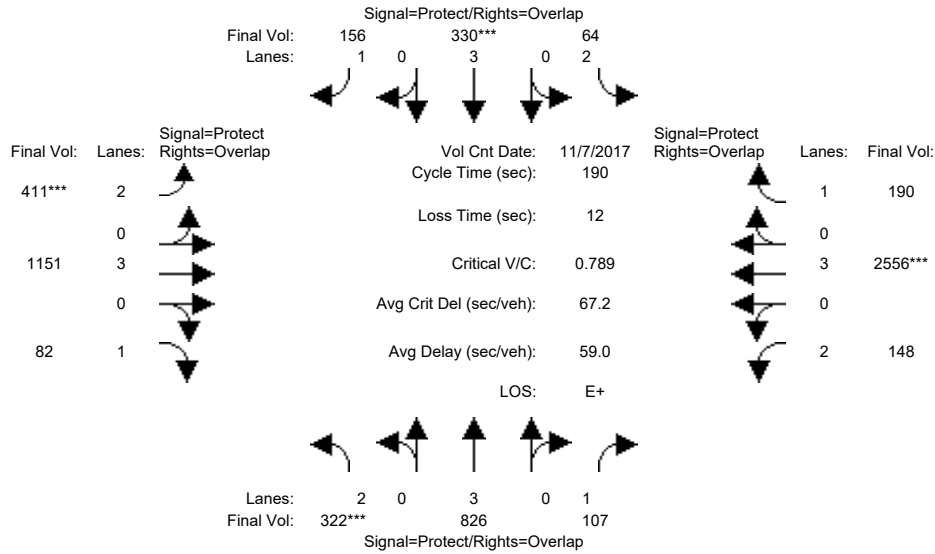 Signal=Protect/Rights=Overlap
Final Vol: 156 330*** 64
Lanes: 1 0 3 0 2
Signal=Protect Signal=Protect
Final Vol: Lanes: Rights=Overlap Vol Cnt Date: 11/7/2017 Rights=Overlap Lanes: Final Vol:
Cycle Time (sec): 190
411*** 2 1 190
Loss Time (sec): 12
0 0
1151 3 Critical V/C: 0.789 3 2556***
0 Avg Crit Del (sec/veh): 67.2 0
82 1 Avg Delay (sec/veh): 59.0 2 148
LOS: E+
Lanes: 2 0 3 0 1
Final Vol: 322*** 826 107
Signal=Protect/Rights=Overlap